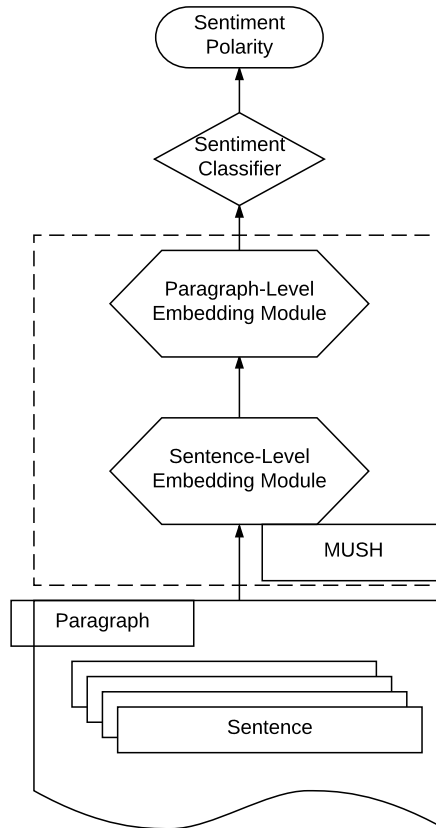 Sentiment
Polarity
Sentiment
Classifier
Paragraph-Level
Embedding Module
Sentence-Level
Embedding Module
MUSH
Paragraph
Sentence